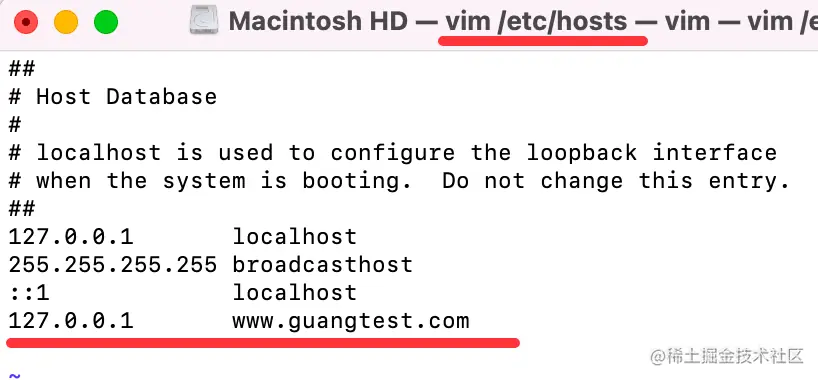 Macintosh HD — vim /etc/hosts — vim — vim /e
##
# Host Database
#
# localhost is used to configure the loopback interface
# when the system is booting.  Do not change this entry.
##
127.0.0.1       localhost
255.255.255.255 broadcasthost
::1             localhost
127.0.0.1       www.guangtest.com
~
@稀土掘金技术社区